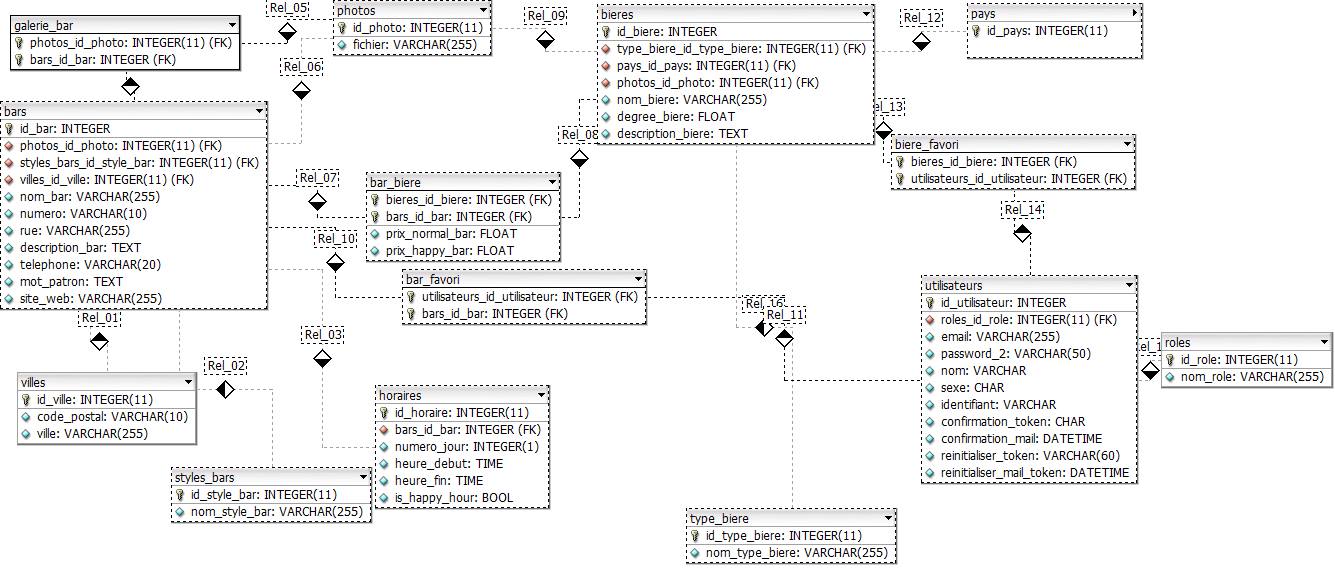 galerie_bar
photos_id_photo: INTEGER(11) (FK)
bars_id_bar: INTEGER (FK)
Rel_05
photos
id_photo: INTEGER(11)
fichier: VARCHAR(255)
Rel_09
bieres
id_biere: INTEGER
type_biere_id_type_biere: INTEGER(11) (FK)
pays_id_pays: INTEGER(11) (FK)
photos_id_photo: INTEGER(11) (FK)
nom_biere: VARCHAR(255)
degree_biere: FLOAT
description_biere: TEXT
Rel_12
pays
id_pays: INTEGER(11)
Rel_06
bars
id_bar: INTEGER
photos_id_photo: INTEGER(11) (FK)
styles_bars_id_style_bar: INTEGER(11) (FK)
villes_id_ville: INTEGER(11) (FK)
nom_bar: VARCHAR(255)
numero: VARCHAR(10)
rue: VARCHAR(255)
description_bar: TEXT
telephone: VARCHAR(20)
mot_patron: TEXT
site_web: VARCHAR(255)
Rel_08
el_13
biere_favori
bieres_id_biere: INTEGER (FK)
utilisateurs_id_utilisateur: INTEGER (FK)
Rel_07
bar_biere
bieres_id_biere: INTEGER (FK)
bars_id_bar: INTEGER (FK)
prix_normal_bar: FLOAT
prix_happy_bar: FLOAT
Rel_14
Rel_10
bar_favori
utilisateurs_id_utilisateur: INTEGER (FK)
bars_id_bar: INTEGER (FK)
Rel_16
Rel_11
utilisateurs
id_utilisateur: INTEGER
roles_id_role: INTEGER(11) (FK)
email: VARCHAR(255)
password_2: VARCHAR(50)
nom: VARCHAR
sexe: CHAR
identifiant: VARCHAR
confirmation_token: CHAR
confirmation_mail: DATETIME
reinitialiser_token: VARCHAR(60)
reinitialiser_mail_token: DATETIME
el_1
roles
id_role: INTEGER(11)
nom_role: VARCHAR(255)
Rel_01
Rel_03
Rel_02
villes
id_ville: INTEGER(11)
code_postal: VARCHAR(10)
ville: VARCHAR(255)
horaires
id_horaire: INTEGER(11)
bars_id_bar: INTEGER (FK)
numero_jour: INTEGER(1)
heure_debut: TIME
heure_fin: TIME
is_happy_hour: BOOL
styles_bars
id_style_bar: INTEGER(11)
nom_style_bar: VARCHAR(255)
type_biere
id_type_biere: INTEGER(11)
nom_type_biere: VARCHAR(255)